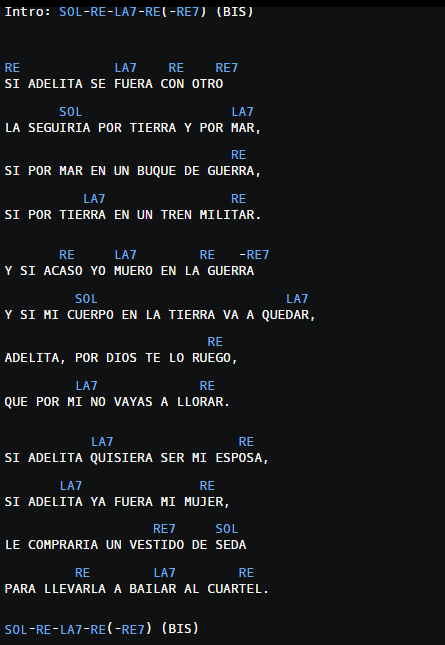 Intro: SOL-RE-LA7-RE(-RE7) (BIS)
RE LA7 RE RE7
SI ADELITA SE FUERA CON OTRO
SOL LA7
LA SEGUIRIA POR TIERRA Y POR MAR,
RE
SI POR MAR EN UN BUQUE DE GUERRA,
LA7 RE
SI POR TIERRA EN UN TREN MILITAR.
RE LA7 RE -RE7
Y SI ACASO YO MUERO EN LA GUERRA
SOL LA7
Y SI MI CUERPO EN LA TIERRA VA A QUEDAR,
RE
ADELITA, POR DIOS TE LO RUEGO,
LA7 RE
QUE POR MI NO VAYAS A LLORAR.
LA7 RE
SI ADELITA QUISIERA SER MI ESPOSA,
LA7 RE
SI ADELITA YA FUERA MI MUJER,
RE7 SOL
LE COMPRARIA UN VESTIDO DE SEDA
RE LA7 RE
PARA LLEVARLA A BAILAR AL CUARTEL.
SOL-RE-LA7-RE(-RE7) (BIS)